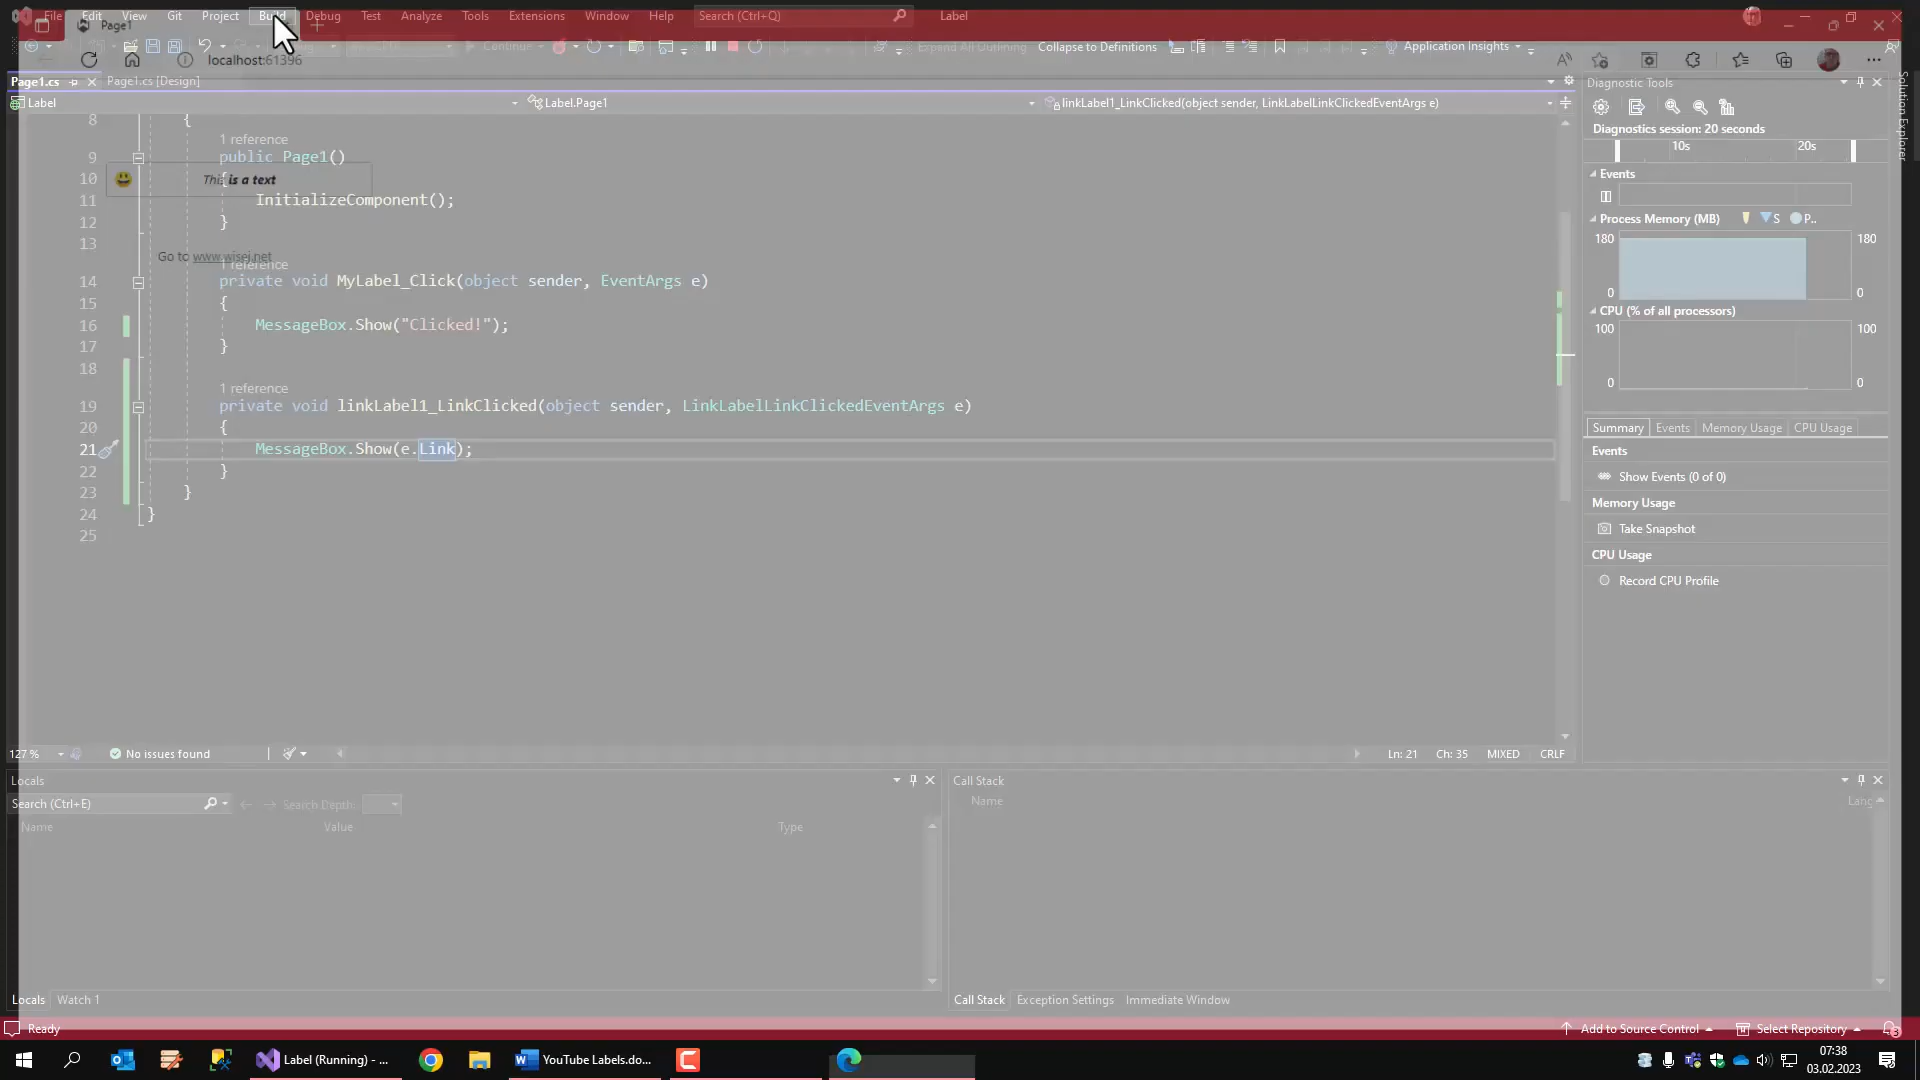 File Edit View Git Project Build Debug Test Analyze Tools Extensions Window Help Search (Ctrl+Q) Label
Page1
Continue Expand All Outlining Collapse to Definitions Application Insights
localhost:61396
Page1.cs Page1.cs [Design]
Label Label.Page1 linkLabel1_LinkClicked(object sender, LinkLabelLinkClickedEventArgs e)
8 {
1 reference
9 public Page1()
10 {
This is a text
11 InitializeComponent();
12 }
13
Go to www.wisej.net
1 reference
14 private void MyLabel_Click(object sender, EventArgs e)
15 {
16 MessageBox.Show("Clicked!");
17 }
18
1 reference
19 private void linkLabel1_LinkClicked(object sender, LinkLabelLinkClickedEventArgs e)
20 {
21 MessageBox.Show(e.Link);
22 }
23 }
24 }
25
127 % No issues found Ln: 21 Ch: 35 MIXED CRLF
Diagnostic Tools
Diagnostics session: 20 seconds
10s 20s
Events
Process Memory (MB) S P..
180 180
0 0
CPU (% of all processors)
100 100
0 0
Summary Events Memory Usage CPU Usage
Events
Show Events (0 of 0)
Memory Usage
Take Snapshot
CPU Usage
Record CPU Profile
Solution Explorer
Locals
Search (Ctrl+E) Search Depth:
Name Value Type
Locals Watch 1
Call Stack
Name Lang
Call Stack Exception Settings Immediate Window
Ready Add to Source Control Select Repository 3
Label (Running) - ... YouTube Labels.do...
07:38
03.02.2023